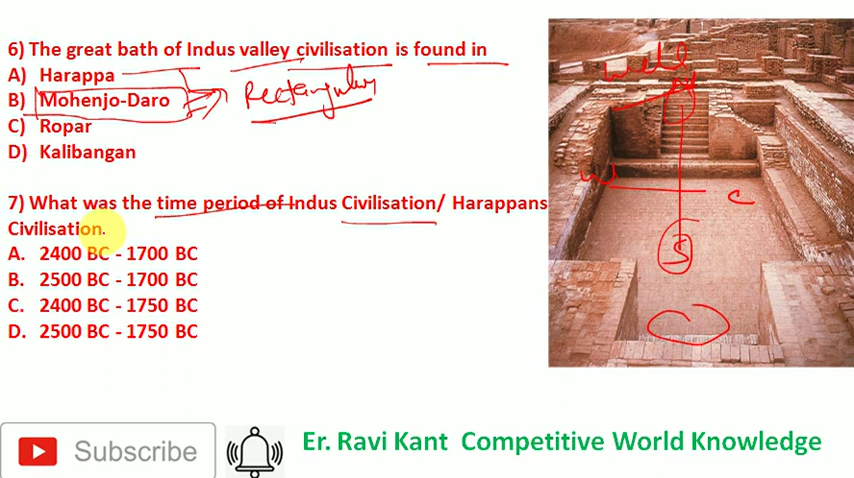 6) The great bath of Indus valley civilisation is found in
A) Harappa
B) Mohenjo-Daro
Rectangular
C) Ropar
D) Kalibangan
7) What was the time period of Indus Civilisation/ Harappans
Civilisation.
A. 2400 BC - 1700 BC
B. 2500 BC - 1700 BC
C. 2400 BC - 1750 BC
D. 2500 BC - 1750 BC
well
N
W
S
Subscribe
Er. Ravi Kant Competitive World Knowledge